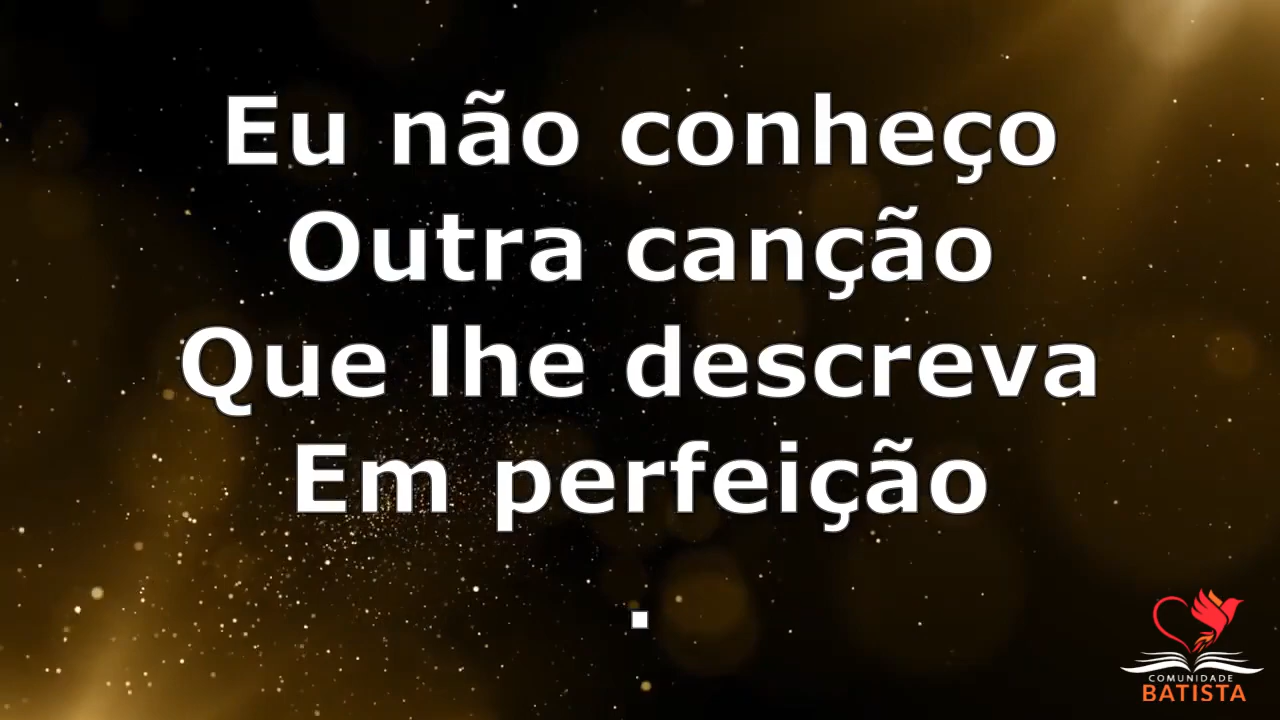 Eu não conheço
Outra canção
Que lhe descreva
Em perfeição
.
COMUNIDADE
BATISTA